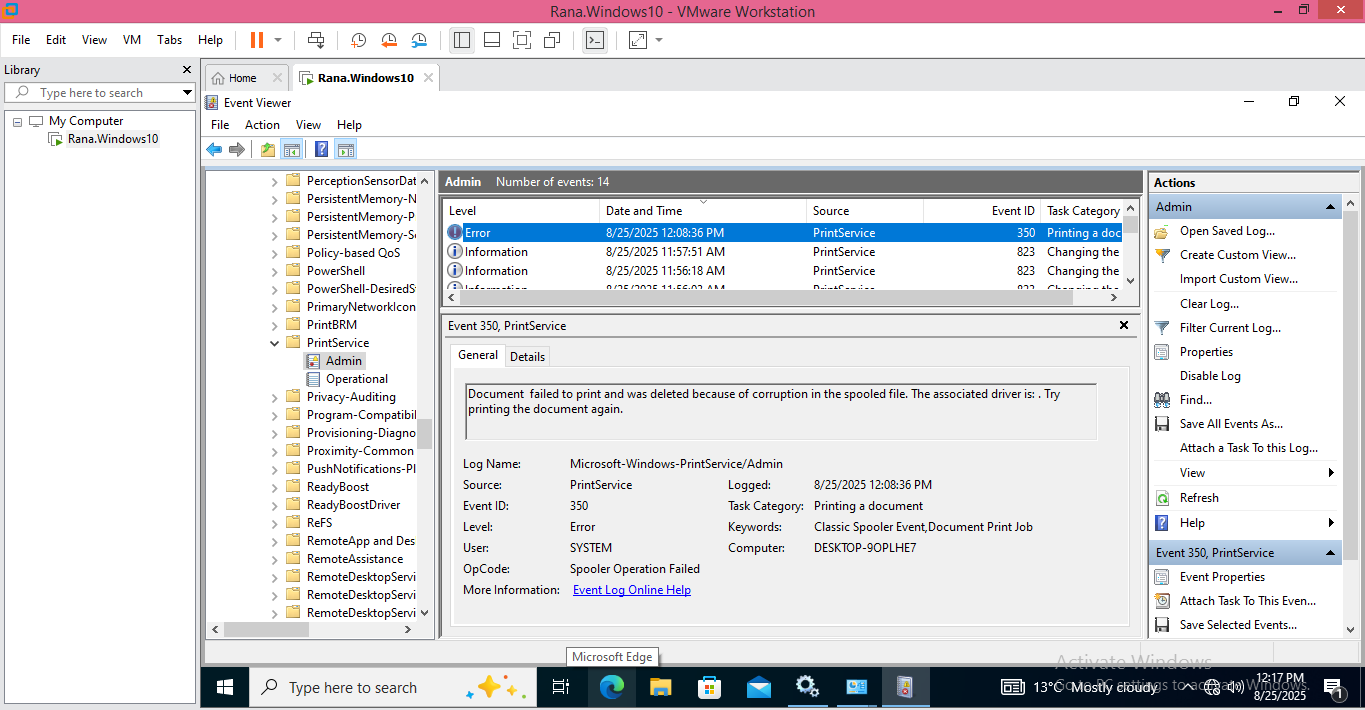 Rana.Windows10 - VMware Workstation
File Edit View VM Tabs Help
Library
Type here to search
My Computer
Rana.Windows10
Home
Rana.Windows10
Event Viewer
File Action View Help
PerceptionSensorDat
PersistentMemory-N
PersistentMemory-P
PersistentMemory-S
Policy-based QoS
PowerShell
PowerShell-DesiredS
PrimaryNetworkIcon
PrintBRM
PrintService
Admin
Operational
Privacy-Auditing
Program-Compatibil
Provisioning-Diagno
Proximity-Common
PushNotifications-Pl
ReadyBoost
ReadyBoostDriver
ReFS
RemoteApp and Des
RemoteAssistance
RemoteDesktopServi
RemoteDesktopServi
RemoteDesktopServi
Admin Number of events: 14
Level Date and Time Source Event ID Task Category
Error 8/25/2025 12:08:36 PM PrintService 350 Printing a doc
Information 8/25/2025 11:57:51 AM PrintService 823 Changing the
Information 8/25/2025 11:56:18 AM PrintService 823 Changing the
Event 350, PrintService
General Details
Document failed to print and was deleted because of corruption in the spooled file. The associated driver is: . Try
printing the document again.
Log Name: Microsoft-Windows-PrintService/Admin
Source: PrintService Logged: 8/25/2025 12:08:36 PM
Event ID: 350 Task Category: Printing a document
Level: Error Keywords: Classic Spooler Event,Document Print Job
User: SYSTEM Computer: DESKTOP-9OPLHE7
OpCode: Spooler Operation Failed
More Information: Event Log Online Help
Actions
Admin
Open Saved Log...
Create Custom View...
Import Custom View...
Clear Log...
Filter Current Log...
Properties
Disable Log
Find...
Save All Events As...
Attach a Task To this Log...
View
Refresh
Help
Event 350, PrintService
Event Properties
Attach Task To This Even...
Save Selected Events...
Microsoft Edge
Activate Windows
Go to PC settings to activate Windows.
Type here to search
13°C Mostly cloudy
12:17 PM
8/25/2025
1